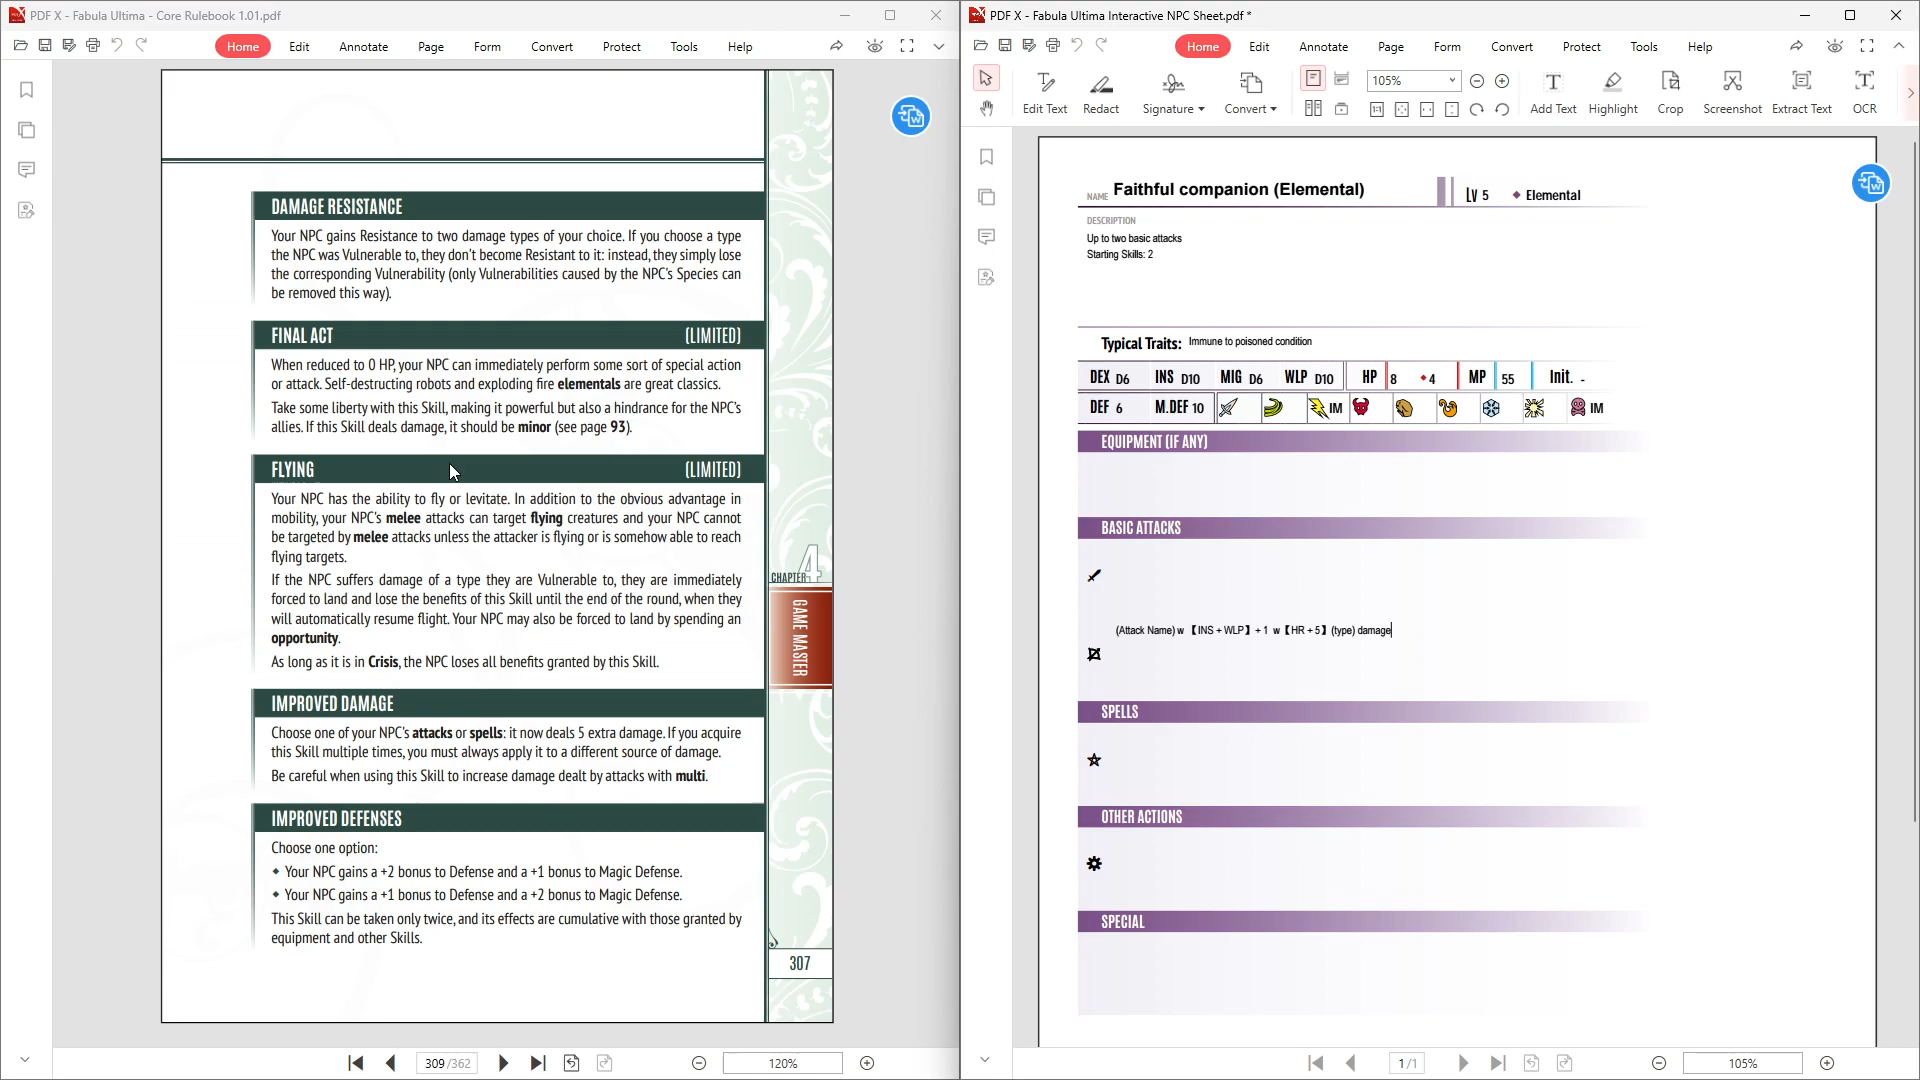 PDF X - Fabula Ultima - Core Rulebook 1.01.pdf
Home Edit Annotate Page Form Convert Protect Tools Help
DAMAGE RESISTANCE
Your NPC gains Resistance to two damage types of your choice. If you choose a type
the NPC was Vulnerable to, they don't become Resistant to it: instead, they simply lose
the corresponding Vulnerability (only Vulnerabilities caused by the NPC's Species can
be removed this way).
FINAL ACT (LIMITED)
When reduced to 0 HP, your NPC can immediately perform some sort of special action
or attack. Self-destructing robots and exploding fire elementals are great classics.
Take some liberty with this Skill, making it powerful but also a hindrance for the NPC's
allies. If this Skill deals damage, it should be minor (see page 93).
FLYING (LIMITED)
Your NPC has the ability to fly or levitate. In addition to the obvious advantage in
mobility, your NPC's melee attacks can target flying creatures and your NPC cannot
be targeted by melee attacks unless the attacker is flying or is somehow able to reach
flying targets.
If the NPC suffers damage of a type they are Vulnerable to, they are immediately
forced to land and lose the benefits of this Skill until the end of the round, when they
will automatically resume flight. Your NPC may also be forced to land by spending an
opportunity.
As long as it is in Crisis, the NPC loses all benefits granted by this Skill.
IMPROVED DAMAGE
Choose one of your NPC's attacks or spells: it now deals 5 extra damage. If you acquire
this Skill multiple times, you must always apply it to a different source of damage.
Be careful when using this Skill to increase damage dealt by attacks with multi.
IMPROVED DEFENSES
Choose one option:
◆ Your NPC gains a +2 bonus to Defense and a +1 bonus to Magic Defense.
◆ Your NPC gains a +1 bonus to Defense and a +2 bonus to Magic Defense.
This Skill can be taken only twice, and its effects are cumulative with those granted by
equipment and other Skills.
CHAPTER 4
GAME MASTER
307
309 /362
120%
PDF X - Fabula Ultima Interactive NPC Sheet.pdf *
Home Edit Annotate Page Form Convert Protect Tools Help
105%
Edit Text Redact Signature Convert Add Text Highlight Crop Screenshot Extract Text OCR
NAME Faithful companion (Elemental) LV 5 ◆ Elemental
DESCRIPTION
Up to two basic attacks
Starting Skills: 2
Typical Traits: Immune to poisoned condition
DEX D6 INS D10 MIG D6 WLP D10 HP 8 ◆ 4 MP 55 Init. -
DEF 6 M.DEF 10 IM IM
EQUIPMENT (IF ANY)
BASIC ATTACKS
(Attack Name) w 【INS + WLP】 + 1 w 【HR + 5】 (type) damage
SPELLS
OTHER ACTIONS
SPECIAL
1 /1
105%